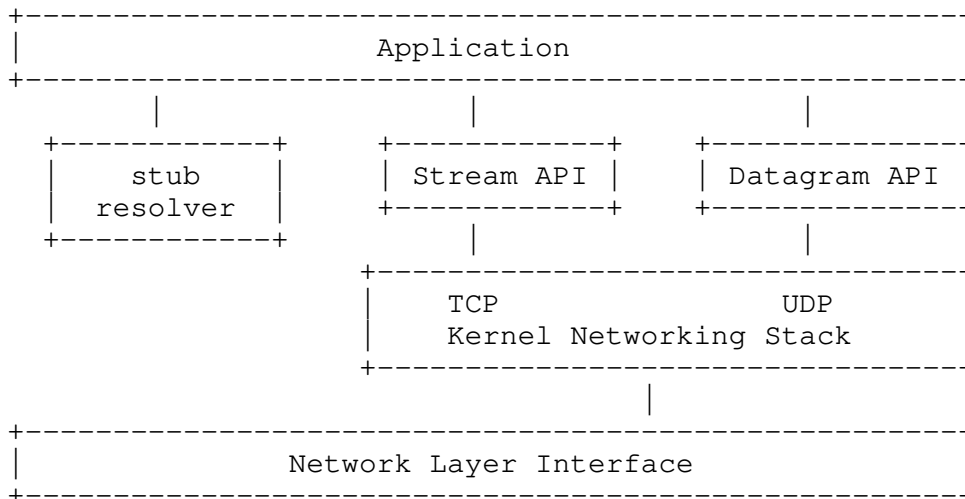 Application
stub Stream API Datagram API
resolver
TCP UDP
Kernel Networking Stack
Network Layer Interface